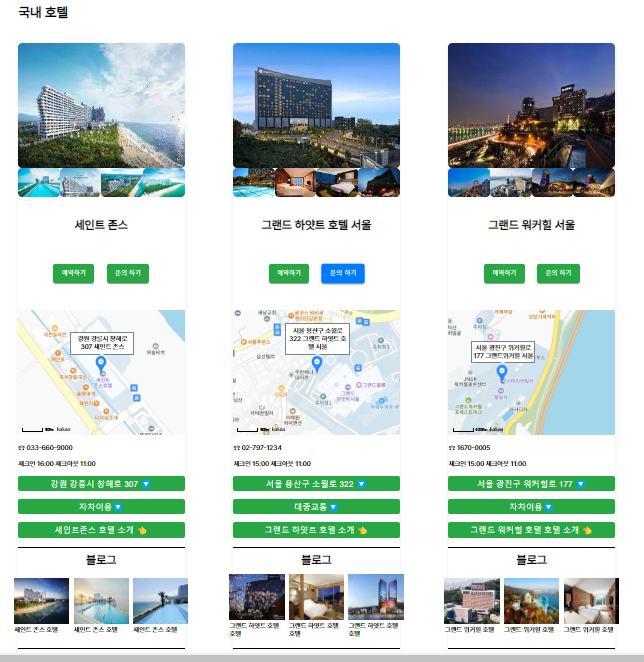 국내 호텔
세인트 존스
예약하기
문의 하기
강원 강릉시 창해로
307 세인트 존스
kakao
☎ 033-660-9000
체크인 16:00 체크아웃 11:00
강원 강릉시 창해로 307
자차이용
세인트존스 호텔 소개
블로그
세인트 존스 호텔
세인트 존스 호텔
세인트 존스 호텔
그랜드 하얏트 호텔 서울
예약하기
문의 하기
서울 용산구 소월로
322 그랜드 하얏트 호
텔 서울
kakao
☎ 02-797-1234
체크인 15:00 체크아웃 11:00
서울 용산구 소월로 322
대중교통
그랜드 하얏트 호텔 소개
블로그
그랜드 하얏트 호텔
호텔
그랜드 하얏트 호텔
호텔
그랜드 하얏트 호텔
호텔
그랜드 워커힐 서울
예약하기
문의 하기
서울 광진구 워커힐로
177 그랜드워커힐 서울
kakao
☎ 1670-0005
체크인 15:00 체크아웃 11:00
서울 광진구 워커힐로 177
자차이용
그랜드 워커힐 호텔 호텔 소개
블로그
그랜드 워커힐 호텔
그랜드 워커힐 호텔
그랜드 워커힐 호텔